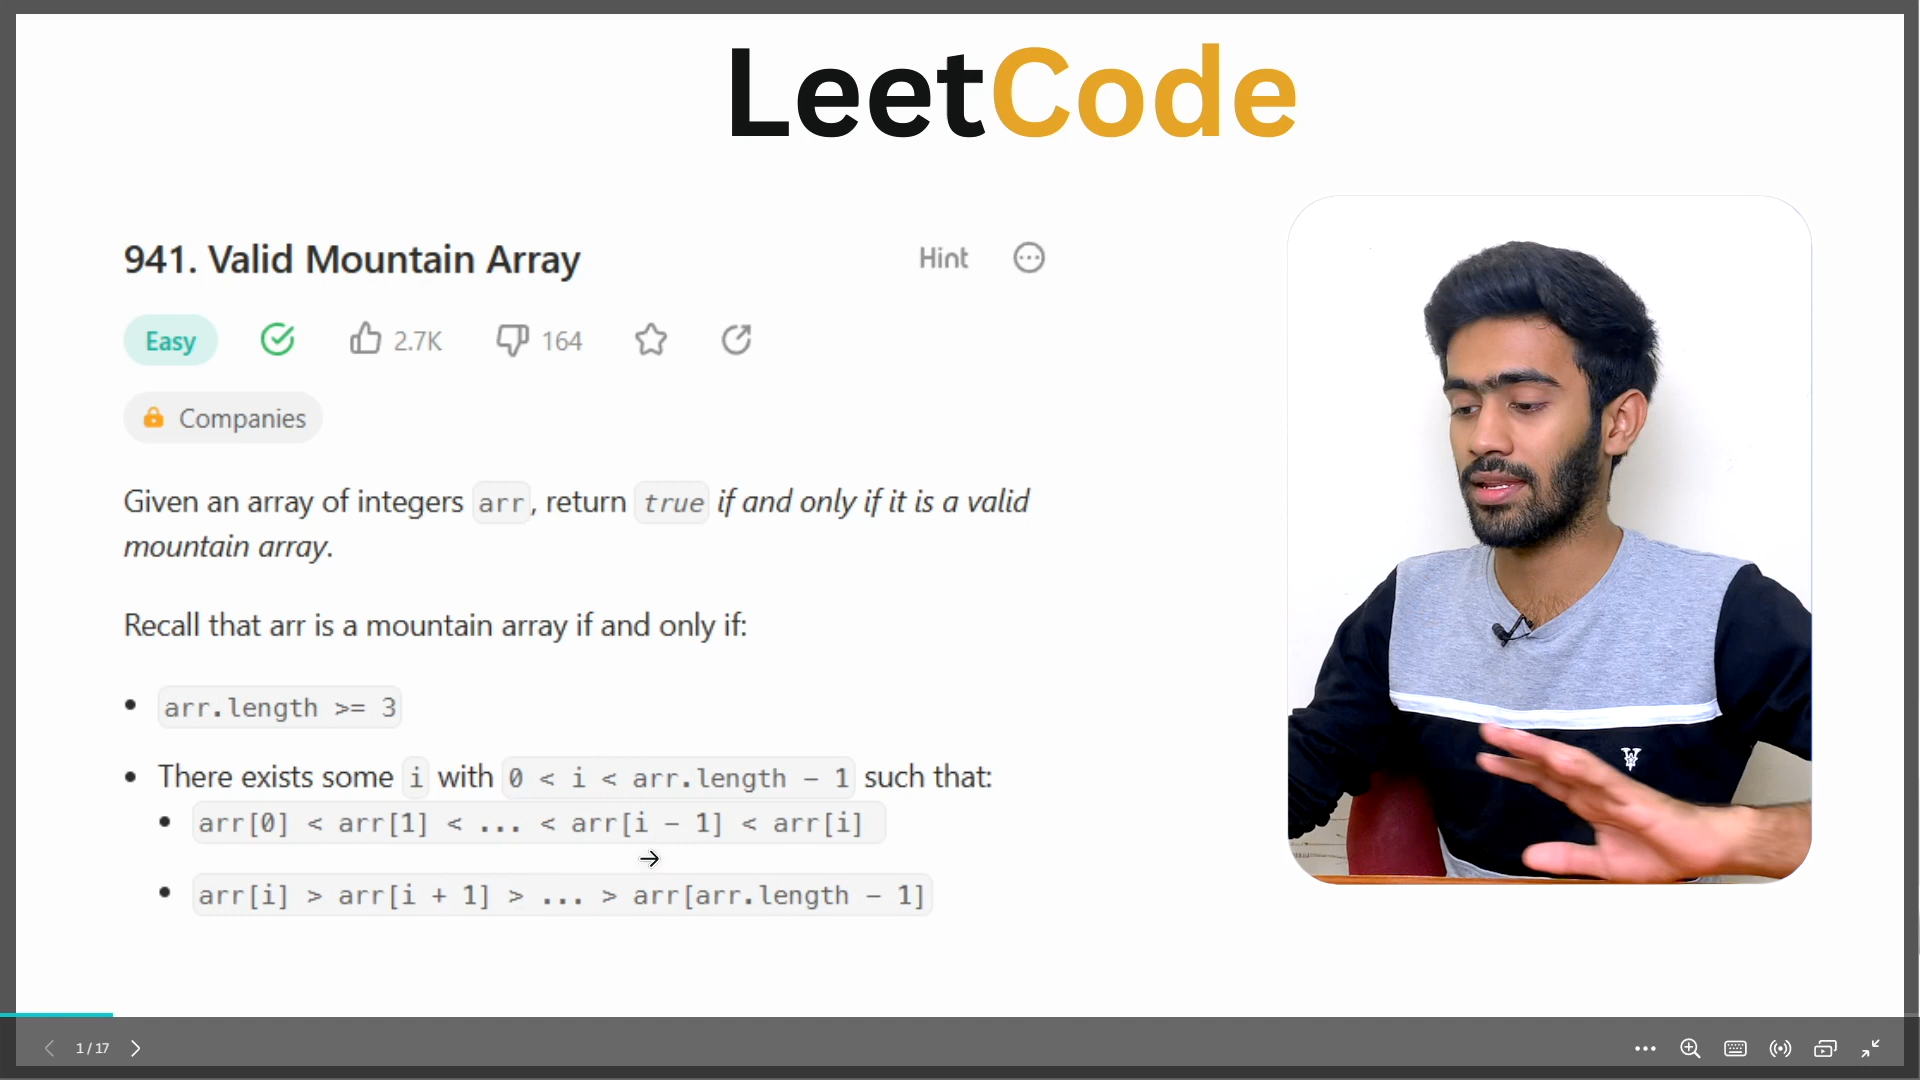 LeetCode
941. Valid Mountain Array
Hint
Easy
2.7K
164
Companies
Given an array of integers arr, return true if and only if it is a valid
mountain array.
Recall that arr is a mountain array if and only if:
• arr.length >= 3
• There exists some i with 0 < i < arr.length - 1 such that:
• arr[0] < arr[1] < ... < arr[i - 1] < arr[i]
• arr[i] > arr[i + 1] > ... > arr[arr.length - 1]
1 / 17